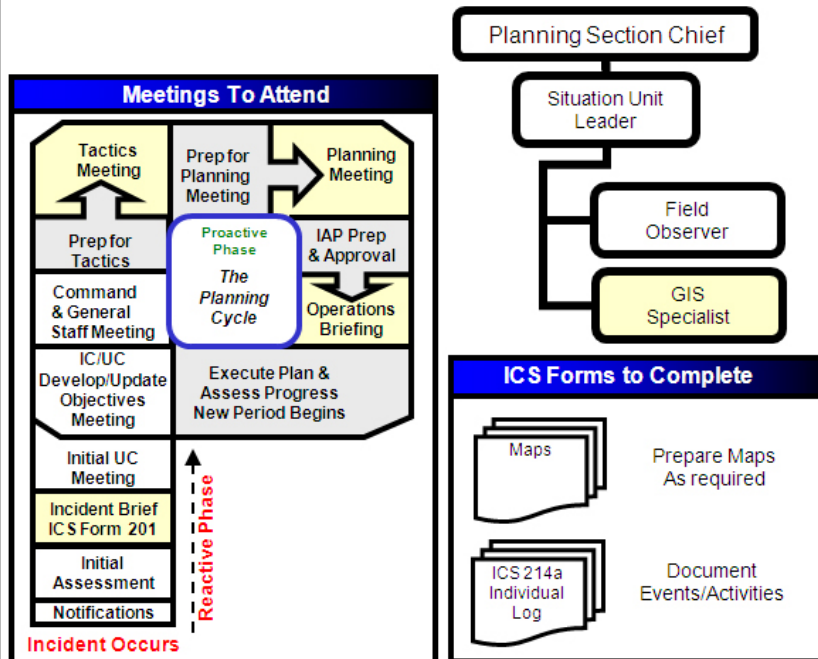 Meetings To Attend
Tactics
Meeting
Prep for
Planning
Meeting
Planning
Meeting
Prep for
Tactics
Proactive
Phase
The
Planning
Cycle
IAP Prep
& Approval
Command
& General
Staff Meeting
Operations
Briefing
IC/UC
Develop/Update
Objectives
Meeting
Execute Plan &
Assess Progress
New Period Begins
Initial UC
Meeting
Incident Brief
ICS Form 201
Initial
Assessment
Notifications
Reactive Phase
Incident Occurs
Planning Section Chief
Situation Unit
Leader
Field
Observer
GIS
Specialist
ICS Forms to Complete
Maps
Prepare Maps
As required
ICS 214a
Individual
Log
Document
Events/Activities